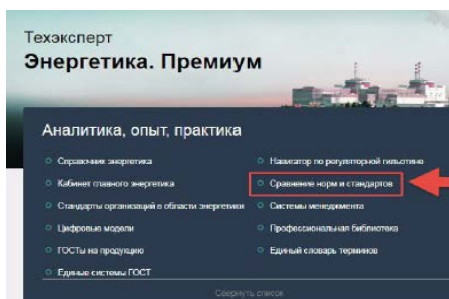 Техэксперт
Энергетика. Премиум
Аналитика, опыт, практика
Справочник энергетика
Кабинет главного энергетика
Стандарты организаций в области энергетики
Цифровые модели
ГОСТы на продукцию
Единые системы ГОСТ
Навигатор по регуляторной гильотине
Сравнение норм и стандартов
Системы менеджмента
Профессиональная библиотека
Единый словарь терминов
Свернуть список